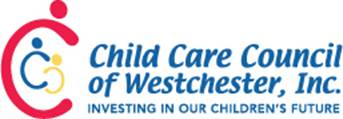 Child Care Council
of Westchester, Inc.
INVESTING IN OUR CHILDREN'S FUTURE